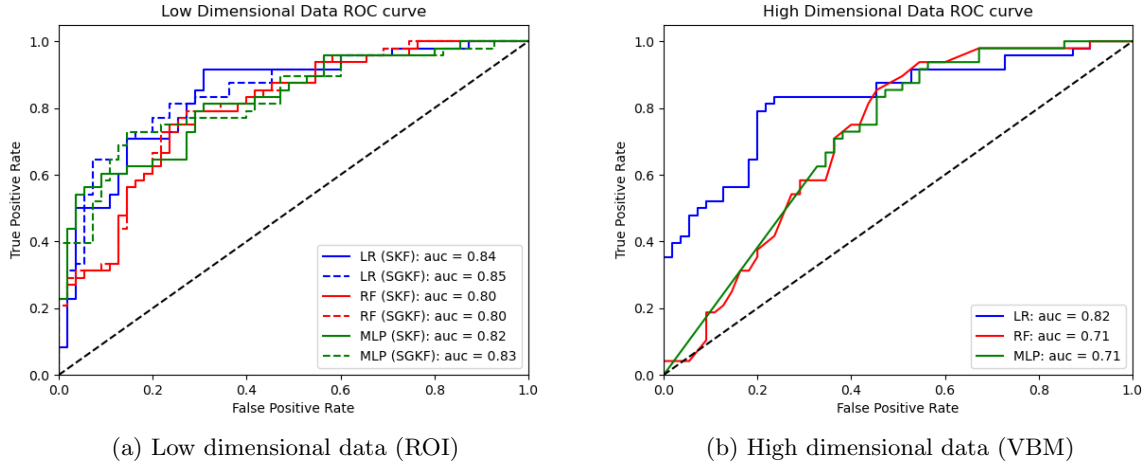 Low Dimensional Data ROC curve
1.0
0.8
0.6
0.4
0.2
0.0
True Positive Rate
0.0 0.2 0.4 0.6 0.8 1.0
False Positive Rate
LR (SKF): auc = 0.84
LR (SGKF): auc = 0.85
RF (SKF): auc = 0.80
RF (SGKF): auc = 0.80
MLP (SKF): auc = 0.82
MLP (SGKF): auc = 0.83
(a) Low dimensional data (ROI)
High Dimensional Data ROC curve
1.0
0.8
0.6
0.4
0.2
0.0
True Positive Rate
0.0 0.2 0.4 0.6 0.8 1.0
False Positive Rate
LR: auc = 0.82
RF: auc = 0.71
MLP: auc = 0.71
(b) High dimensional data (VBM)